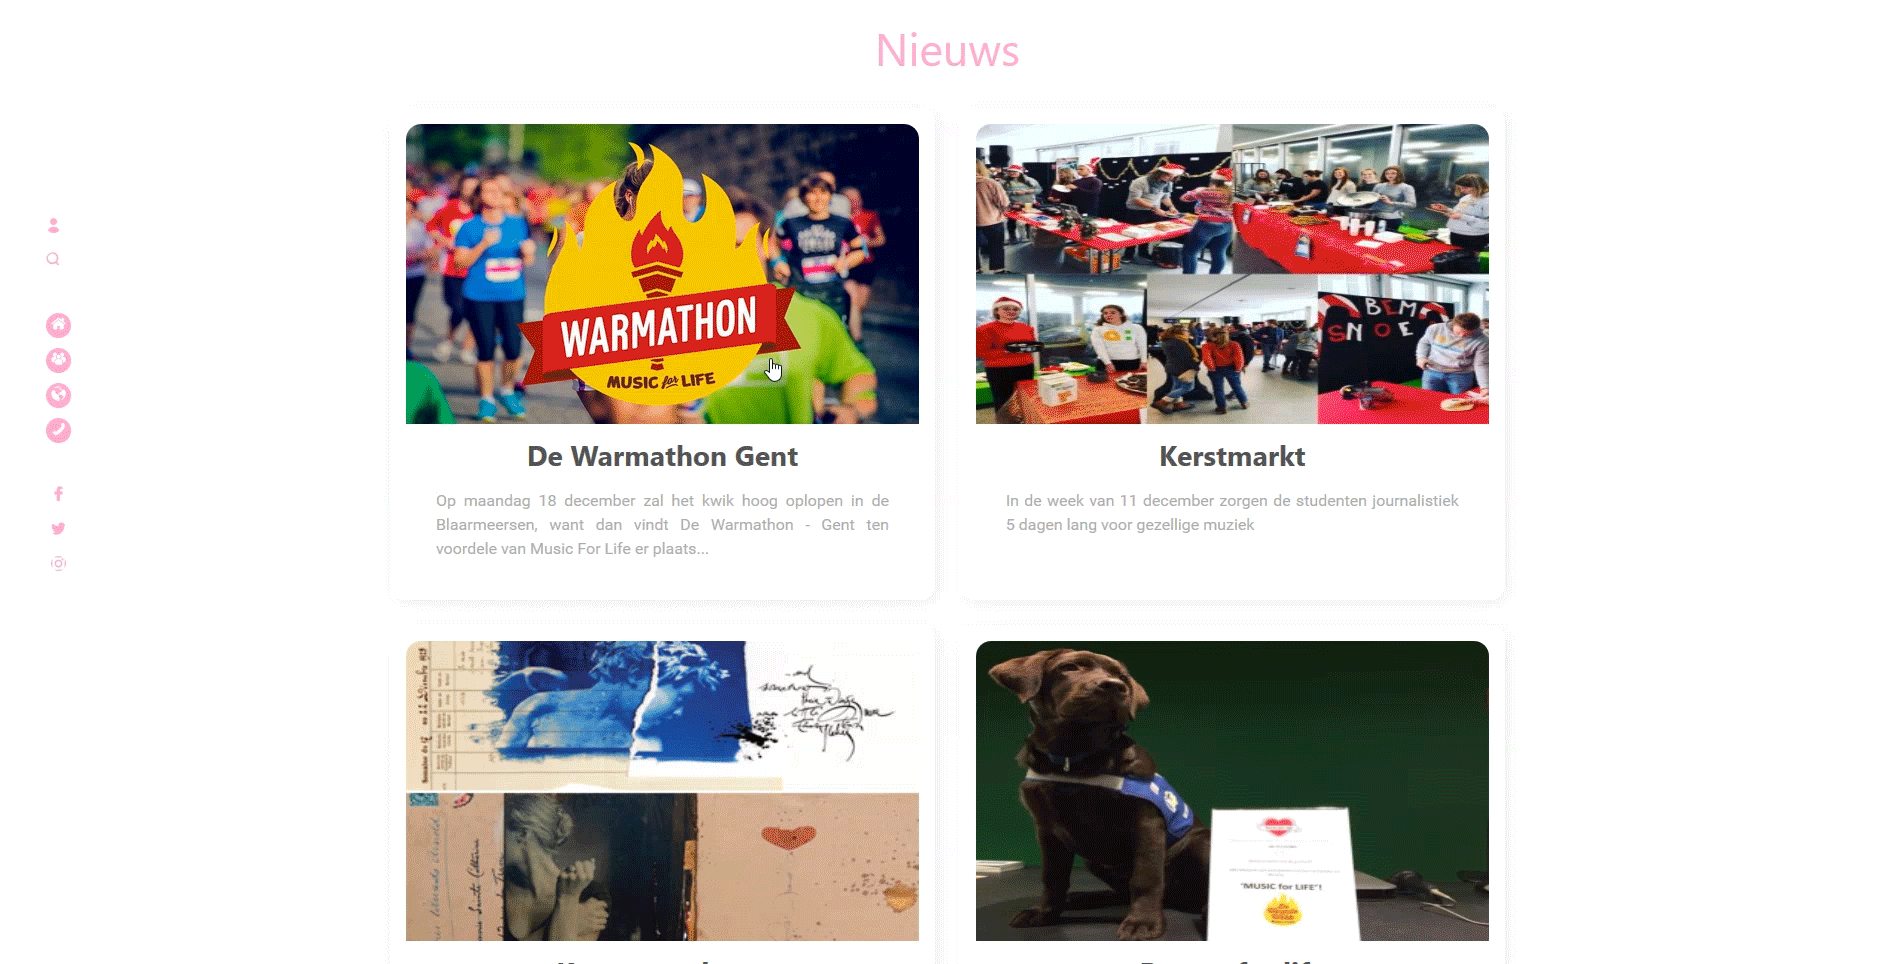 Nieuws
WARMATHON
MUSIC for LIFE
BEM
SNOE
De Warmathon Gent
Kerstmarkt
Op maandag 18 december zal het kwik hoog oplopen in de
Blaarmeersen, want dan vindt De Warmathon - Gent ten
voordele van Music For Life er plaats...
In de week van 11 december zorgen de studenten journalistiek
5 dagen lang voor gezellige muziek
"MUSIC for LIFE"!